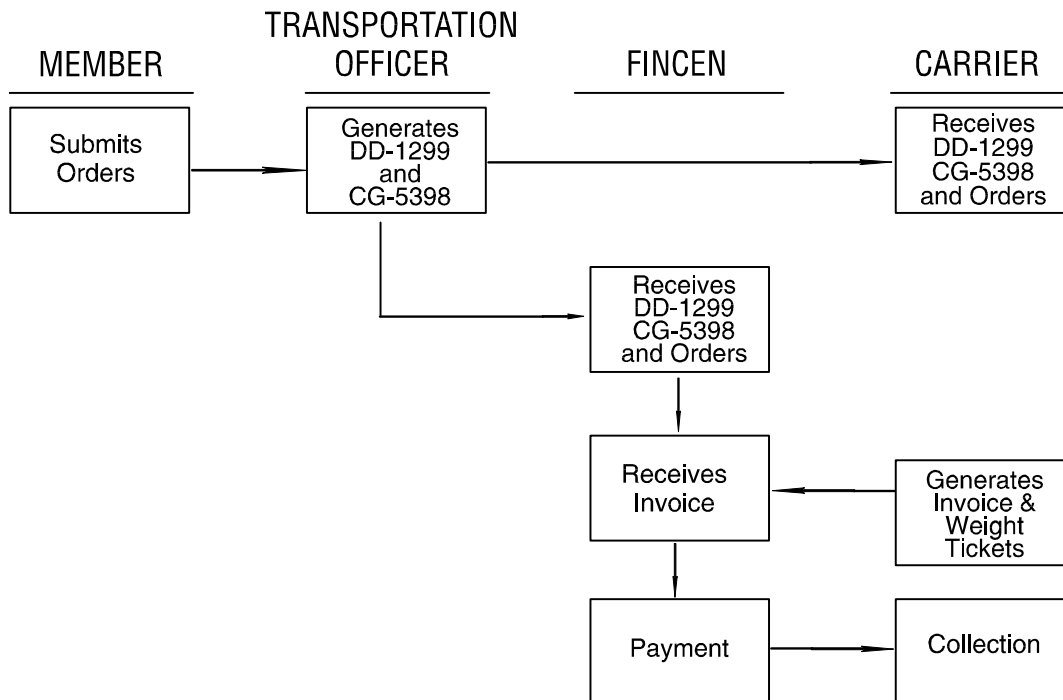 MEMBER
TRANSPORTATION
OFFICER
FINCEN
CARRIER
Submits
Orders
Generates
DD-1299
and
CG-5398
Receives
DD-1299
CG-5398
and Orders
Receives
DD-1299
CG-5398
and Orders
Receives
Invoice
Generates
Invoice &
Weight
Tickets
Payment
Collection